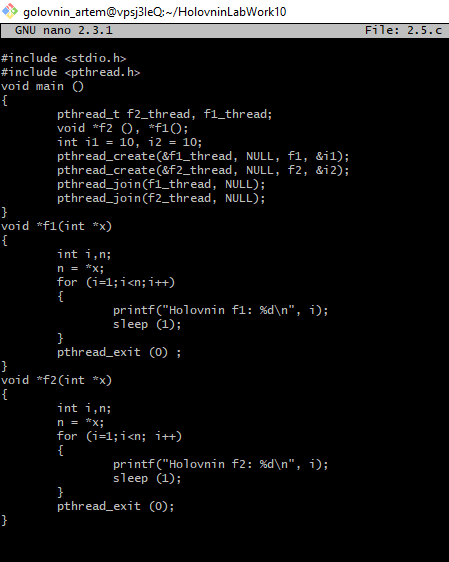 golovnin_artem@vpsj3leQ:~/HolovninLabWork10
GNU nano 2.3.1 File: 2.5.c
#include <stdio.h>
#include <pthread.h>
void main ()
{
pthread_t f2_thread, f1_thread;
void *f2 (), *f1();
int i1 = 10, i2 = 10;
pthread_create(&f1_thread, NULL, f1, &i1);
pthread_create(&f2_thread, NULL, f2, &i2);
pthread_join(f1_thread, NULL);
pthread_join(f2_thread, NULL);
}
void *f1(int *x)
{
int i,n;
n = *x;
for (i=1;i<n;i++)
{
printf("Holovnin f1: %d\n", i);
sleep (1);
}
pthread_exit (0) ;
}
void *f2(int *x)
{
int i,n;
n = *x;
for (i=1;i<n; i++)
{
printf("Holovnin f2: %d\n", i);
sleep (1);
}
pthread_exit (0);
}